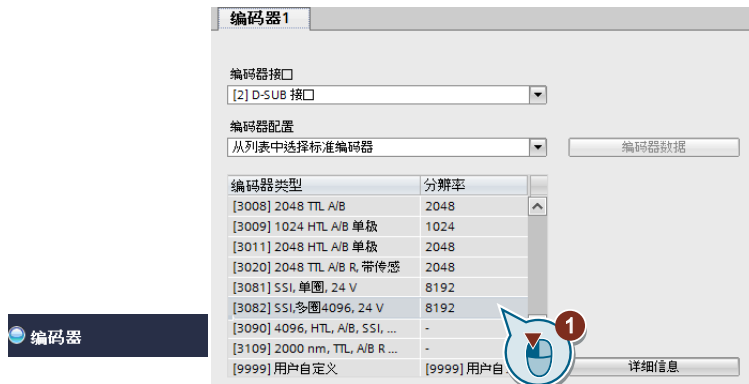 编码器1
编码器接口
[2] D-SUB 接口
编码器配置
从列表中选择标准编码器
编码器数据
编码器类型 分辨率
[3008] 2048 TTL A/B 2048
[3009] 1024 HTL A/B 单极 1024
[3011] 2048 HTL A/B 单极 2048
[3020] 2048 TTL A/B R, 带传感 2048
[3081] SSI, 单圈, 24 V 8192
[3082] SSI,多圈4096, 24 V 8192
[3090] 4096, HTL, A/B, SSI, ... -
[3109] 2000 nm, TTL, A/B R ... -
[9999] 用户自定义 [9999] 用户自
1
编码器
详细信息